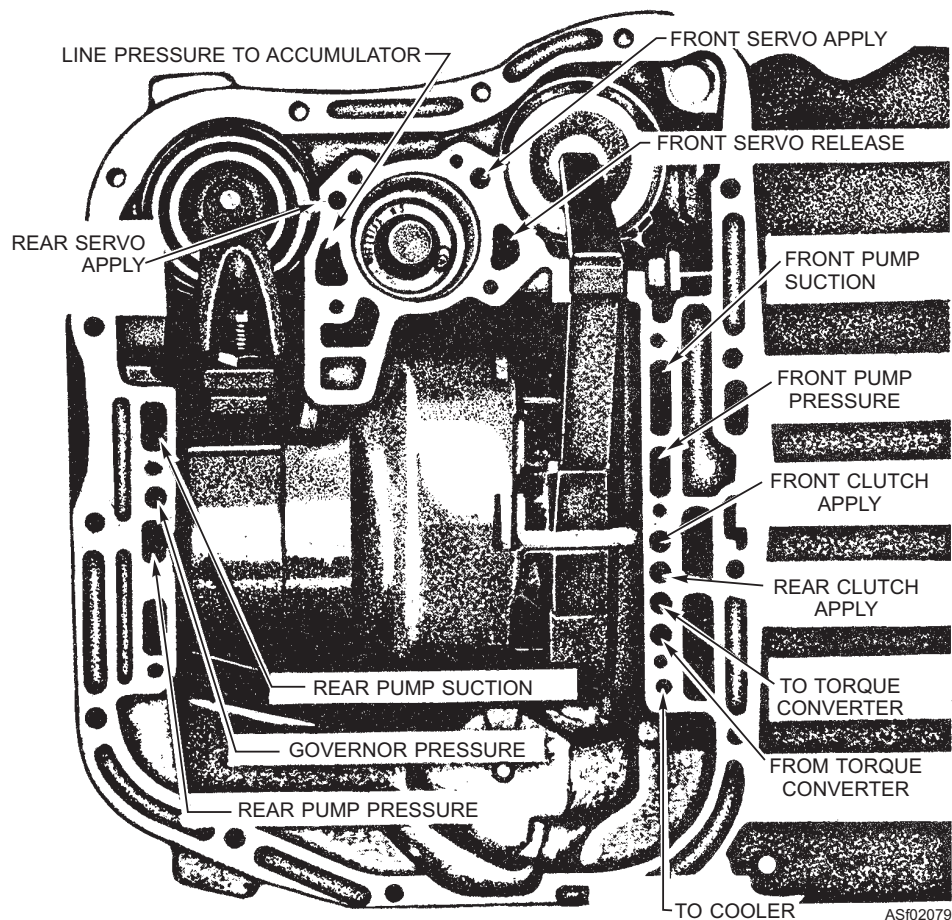 LINE PRESSURE TO ACCUMULATOR
FRONT SERVO APPLY
FRONT SERVO RELEASE
REAR SERVO
APPLY
FRONT PUMP
SUCTION
FRONT PUMP
PRESSURE
FRONT CLUTCH
APPLY
REAR CLUTCH
APPLY
REAR PUMP SUCTION
TO TORQUE
CONVERTER
GOVERNOR PRESSURE
FROM TORQUE
CONVERTER
REAR PUMP PRESSURE
TO COOLER
ASf02079